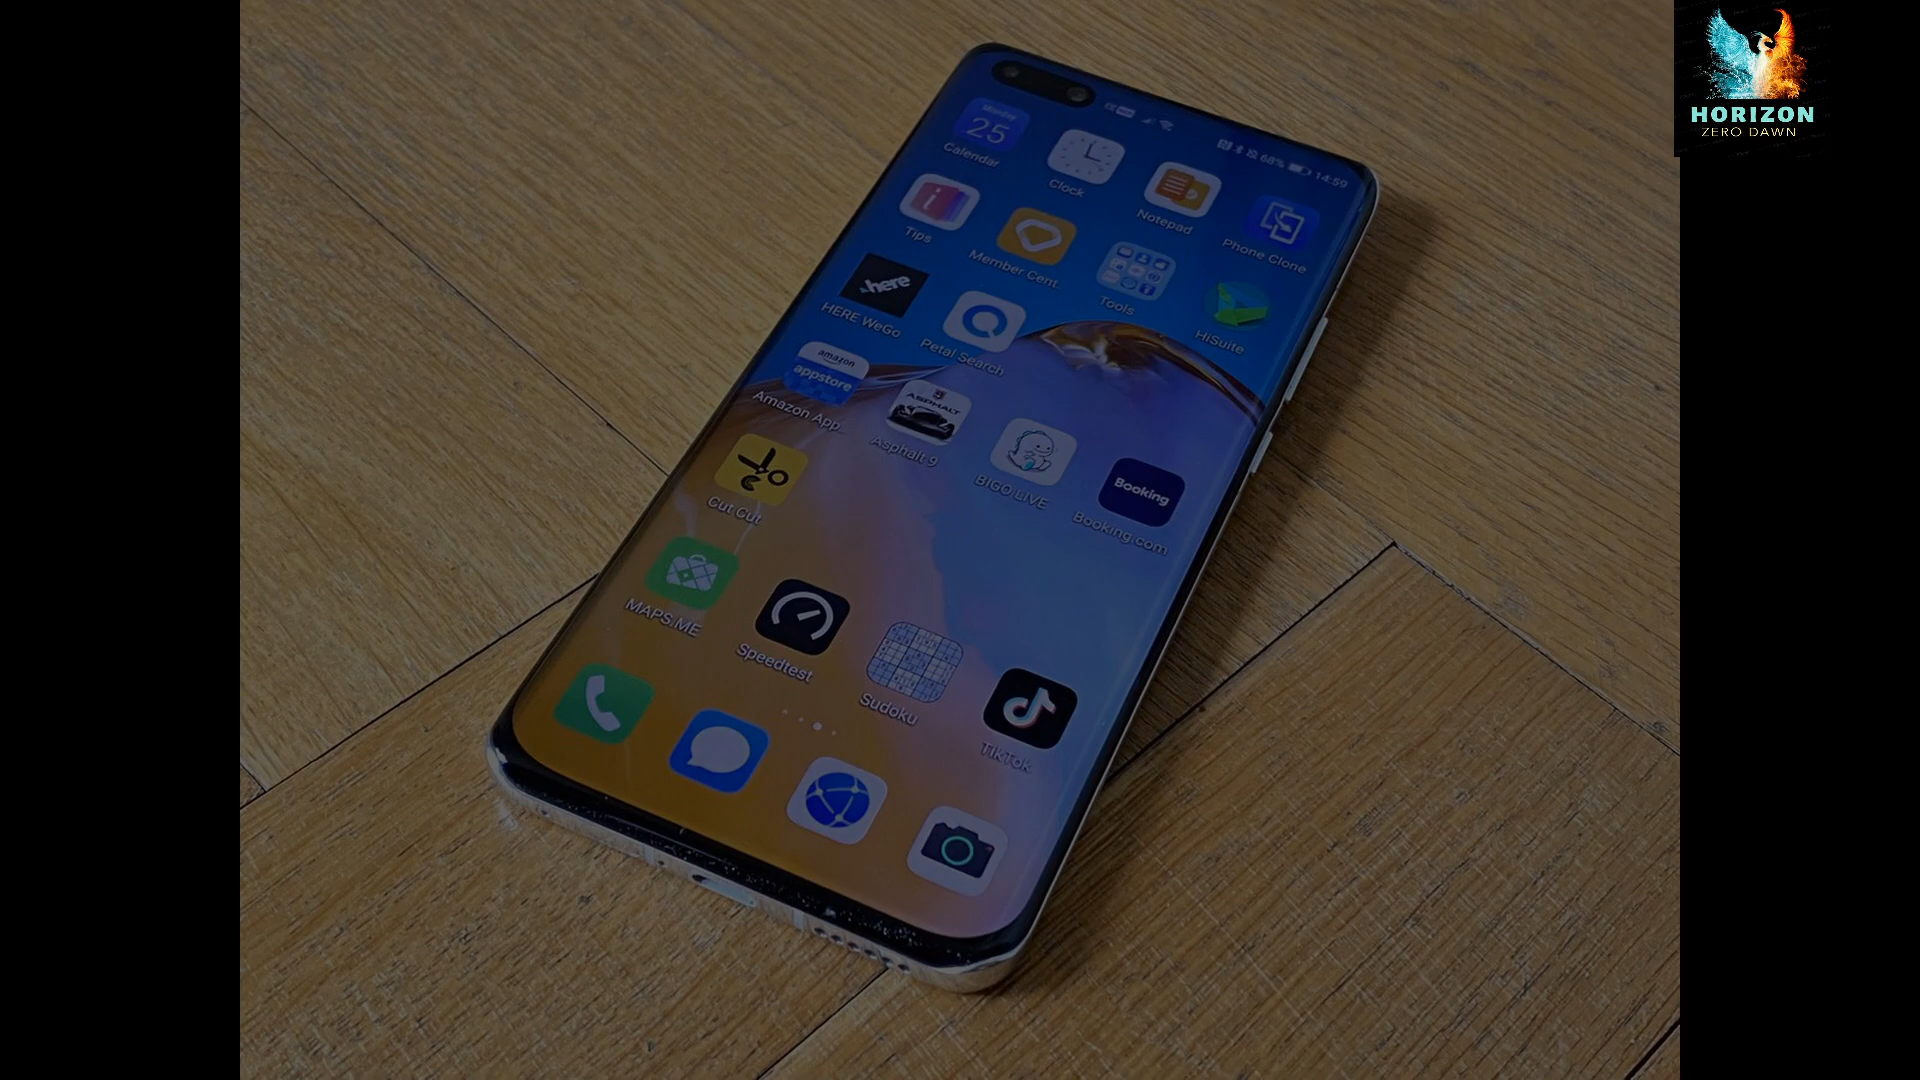 HORIZON
ZERO DAWN
68% 14:59
Monday
25
Calendar
Clock
Notepad
Phone Clone
Tips
Member Cent..
Tools
HiSuite
.here
HERE WeGo
Petal Search
amazon
appstore
Amazon App..
ASPHALT
Asphalt 9
BIGO LIVE
Booking
Booking.com
Cut Cut
MAPS.ME
Speedtest
Sudoku
TikTok